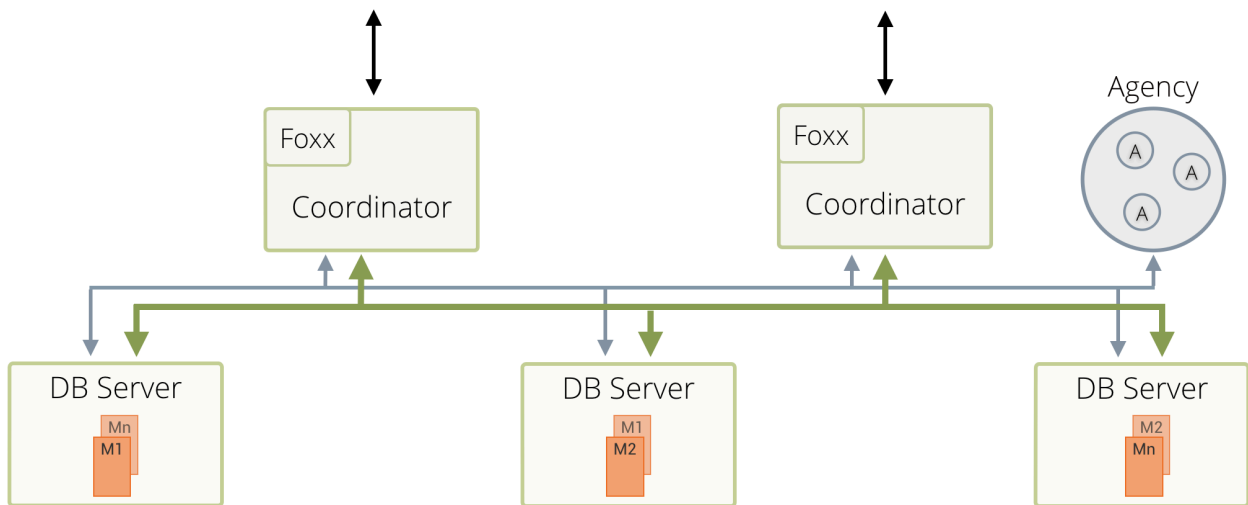 Agency
Foxx
Coordinator
Foxx
Coordinator
A
A
A
DB Server
Mn
M1
DB Server
M1
M2
DB Server
M2
Mn